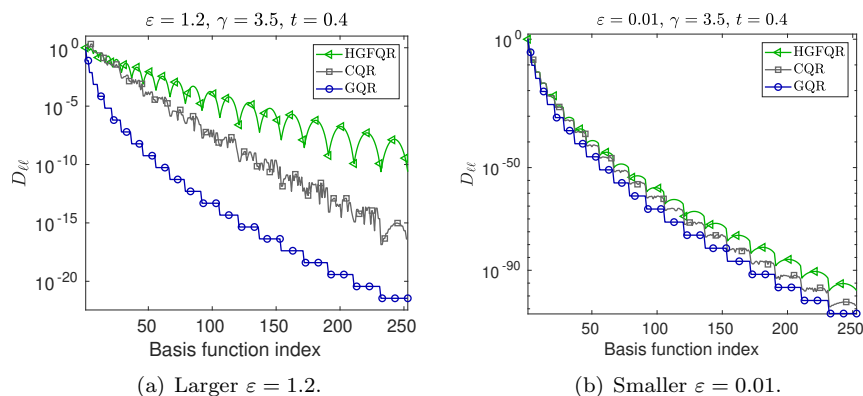 ε = 1.2, γ = 3.5, t = 0.4
10^0
10^-5
10^-10
10^-15
10^-20
D_ℓℓ
HGFQR
CQR
GQR
50 100 150 200 250
Basis function index
(a) Larger ε = 1.2.
ε = 0.01, γ = 3.5, t = 0.4
10^0
10^-50
10^-90
D_ℓℓ
HGFQR
CQR
GQR
50 100 150 200 250
Basis function index
(b) Smaller ε = 0.01.